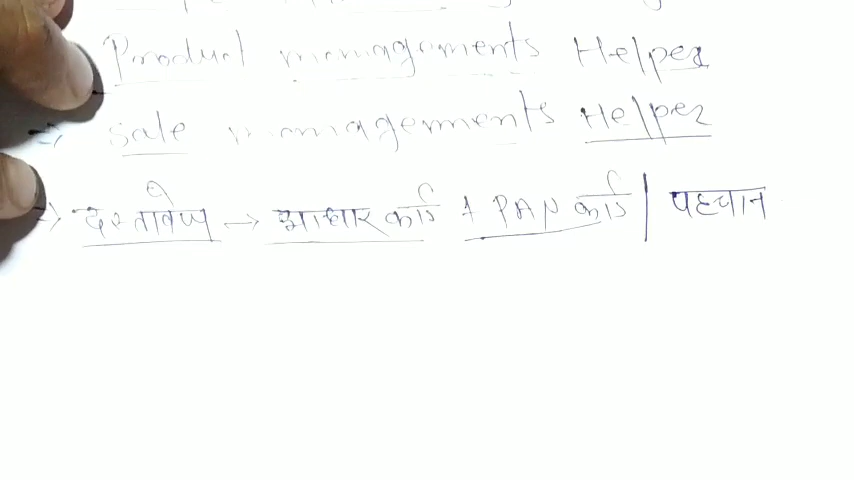 Product managements Helper
→ Sale managements Helper
→ दस्तावेज → आधार कार्ड + PAN कार्ड | पहचान